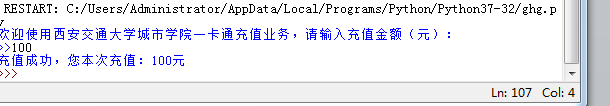 RESTART: C:/Users/Administrator/AppData/Local/Programs/Python/Python37-32/ghg.p
y
欢迎使用西安交通大学城市学院一卡通充值业务，请输入充值金额（元）：
>>100
充值成功，您本次充值：100元
>>>
Ln: 107 Col: 4